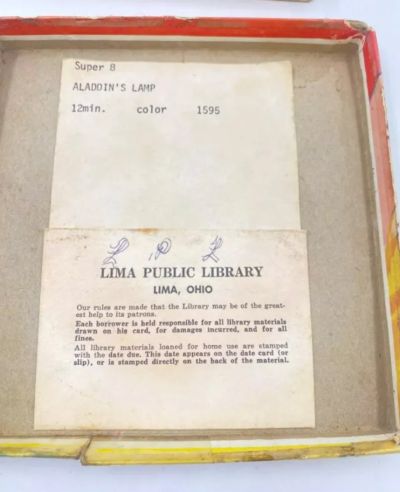 Super 8
ALADDIN'S LAMP
12min. color 1595
L P L
LIMA PUBLIC LIBRARY
LIMA, OHIO
Our rules are made that the Library may be of the great-
est help to its patrons.
Each borrower is held responsible for all library materials
drawn on his card, for damages incurred, and for all
fines.
All library materials loaned for home use are stamped
with the date due. This date appears on the date card (or
slip), or is stamped directly on the back of the material.